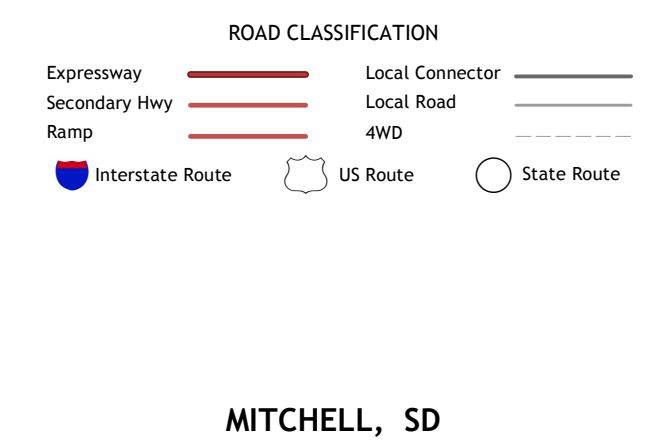 ROAD CLASSIFICATION
Expressway
Local Connector
Secondary Hwy
Local Road
Ramp
4WD
Interstate Route
US Route
State Route
MITCHELL, SD